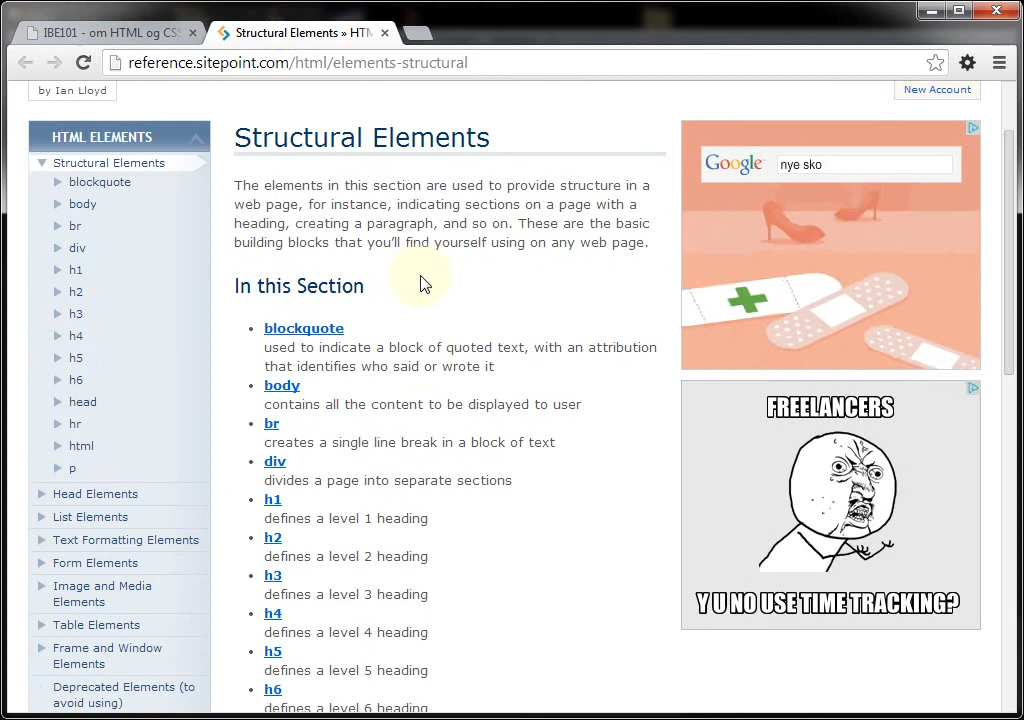 IBE101 - om HTML og CSS
Structural Elements » HTM
reference.sitepoint.com/html/elements-structural
by Ian Lloyd
New Account
HTML ELEMENTS
Structural Elements
blockquote
body
br
div
h1
h2
h3
h4
h5
h6
head
hr
html
p
Head Elements
List Elements
Text Formatting Elements
Form Elements
Image and Media
Elements
Table Elements
Frame and Window
Elements
Deprecated Elements (to
avoid using)
Structural Elements
The elements in this section are used to provide structure in a
web page, for instance, indicating sections on a page with a
heading, creating a paragraph, and so on. These are the basic
building blocks that you’ll find yourself using on any web page.
In this Section
blockquote
used to indicate a block of quoted text, with an attribution
that identifies who said or wrote it
body
contains all the content to be displayed to user
br
creates a single line break in a block of text
div
divides a page into separate sections
h1
defines a level 1 heading
h2
defines a level 2 heading
h3
defines a level 3 heading
h4
defines a level 4 heading
h5
defines a level 5 heading
h6
defines a level 6 heading
Google
nye sko
FREELANCERS
Y U NO USE TIME TRACKING?